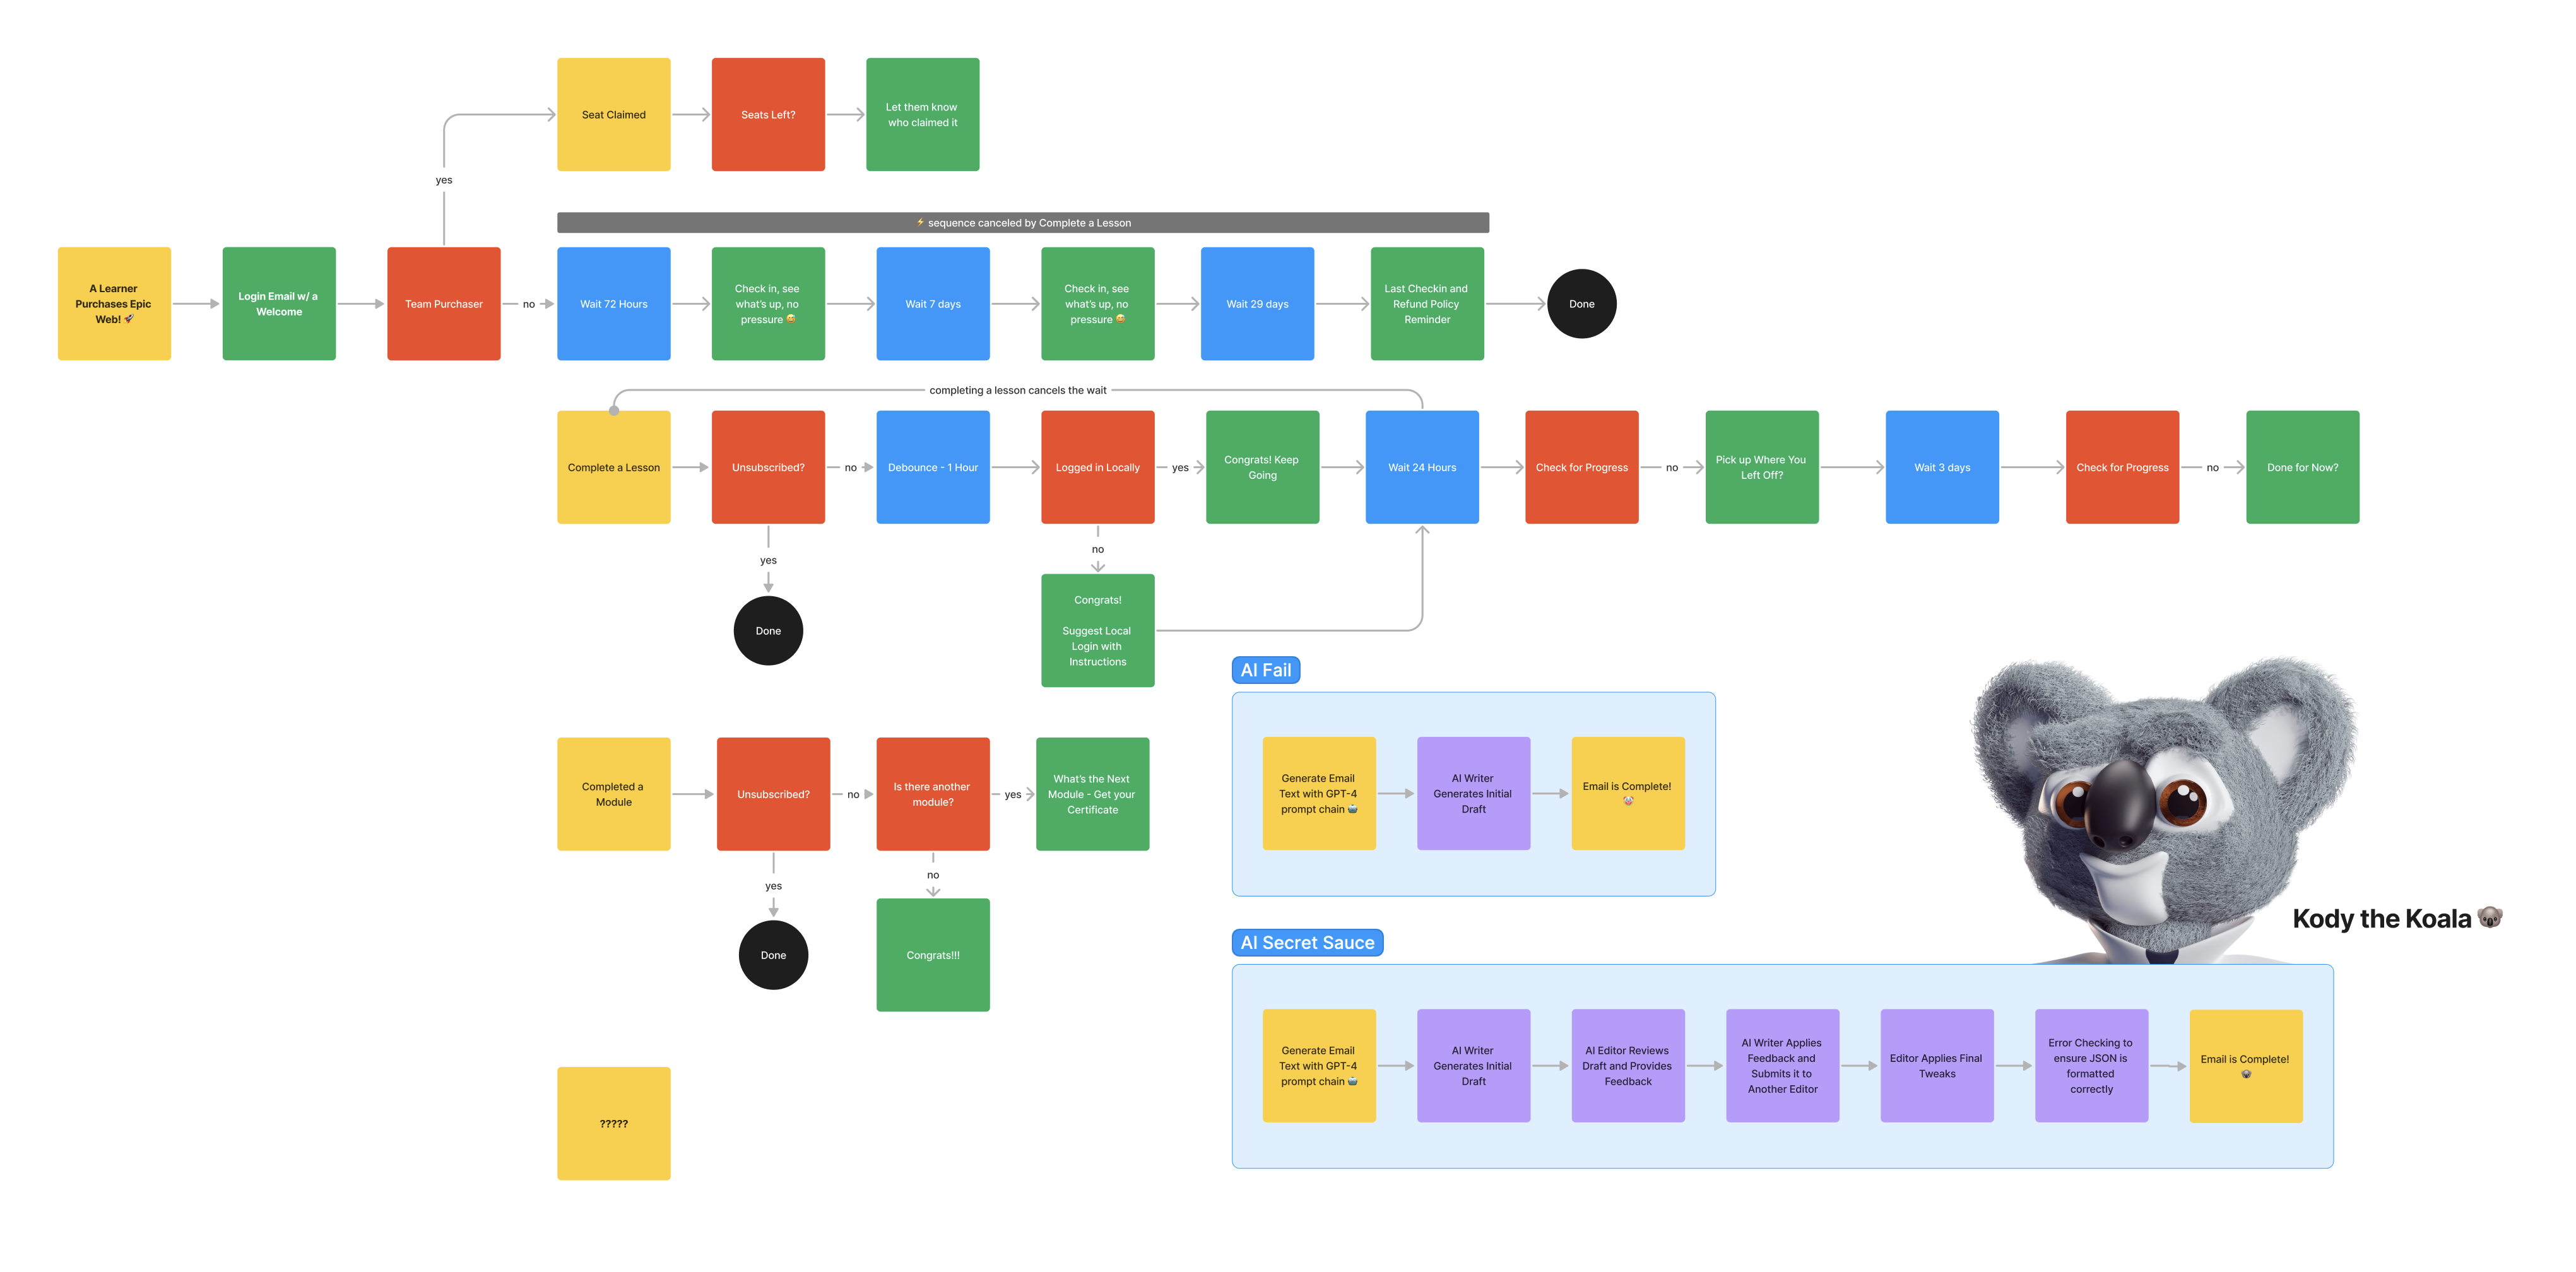 Seat Claimed
Seats Left?
Let them know
who claimed it
yes
⚡ sequence canceled by Complete a Lesson
A Learner
Purchases Epic
Web! 🚀
Login Email w/ a
Welcome
Team Purchaser
no
Wait 72 Hours
Check in, see
what's up, no
pressure 😅
Wait 7 days
Check in, see
what's up, no
pressure 😅
Wait 29 days
Last Checkin and
Refund Policy
Reminder
Done
completing a lesson cancels the wait
Complete a Lesson
Unsubscribed?
no
Debounce - 1 Hour
Logged in Locally
yes
Congrats! Keep
Going
Wait 24 Hours
Check for Progress
no
Pick up Where You
Left Off?
Wait 3 days
Check for Progress
no
Done for Now?
yes
Done
no
Congrats!
Suggest Local
Login with
Instructions
AI Fail
Generate Email
Text with GPT-4
prompt chain 🤖
AI Writer
Generates Initial
Draft
Email is Complete!
🤡
Completed a
Module
Unsubscribed?
no
Is there another
module?
yes
What's the Next
Module - Get your
Certificate
yes
Done
no
Congrats!!!
Kody the Koala 🐨
AI Secret Sauce
Generate Email
Text with GPT-4
prompt chain 🤖
AI Writer
Generates Initial
Draft
AI Editor Reviews
Draft and Provides
Feedback
AI Writer Applies
Feedback and
Submits it to
Another Editor
Editor Applies Final
Tweaks
Error Checking to
ensure JSON is
formatted
correctly
Email is Complete!
🐨
?????